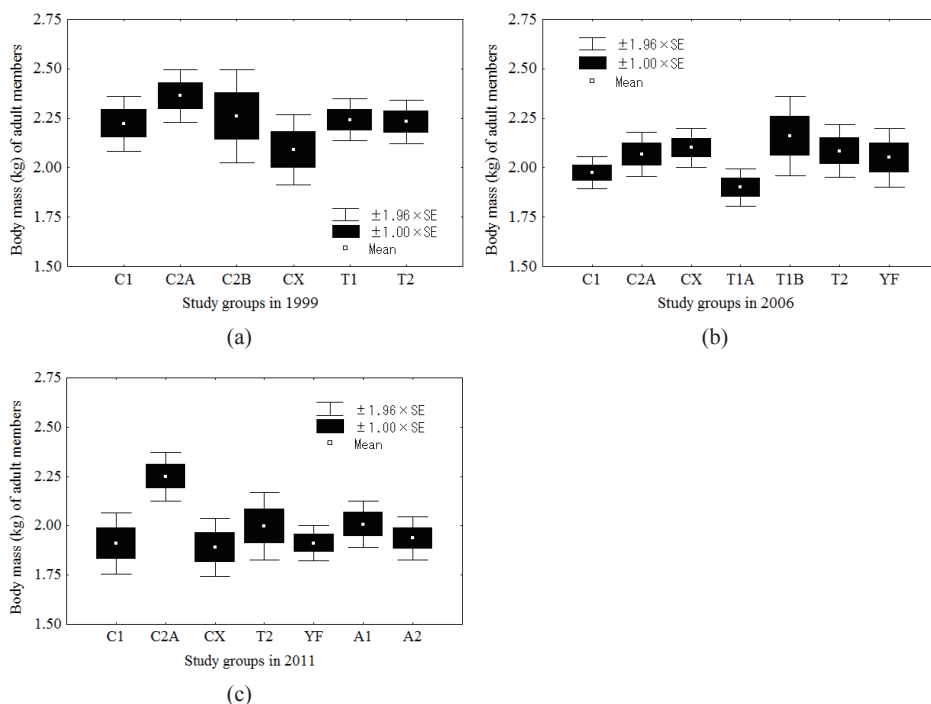 2.75
2.50
2.25
2.00
1.75
1.50
Body mass (kg) of adult members
±1.96×SE
±1.00×SE
Mean
C1 C2A C2B CX T1 T2
Study groups in 1999
(a)
2.75
2.50
2.25
2.00
1.75
1.50
Body mass (kg) of adult members
±1.96×SE
±1.00×SE
Mean
C1 C2A CX T1A T1B T2 YF
Study groups in 2006
(b)
2.75
2.50
2.25
2.00
1.75
1.50
Body mass (kg) of adult members
±1.96×SE
±1.00×SE
Mean
C1 C2A CX T2 YF A1 A2
Study groups in 2011
(c)